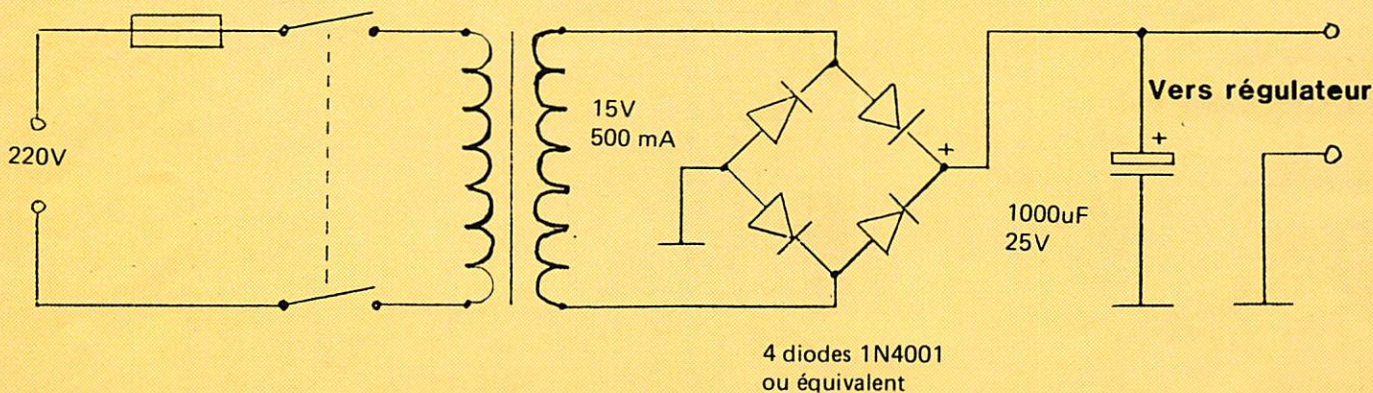 220V
15V
500 mA
+
Vers régulateur
+
1000uF
25V
4 diodes 1N4001
ou équivalent